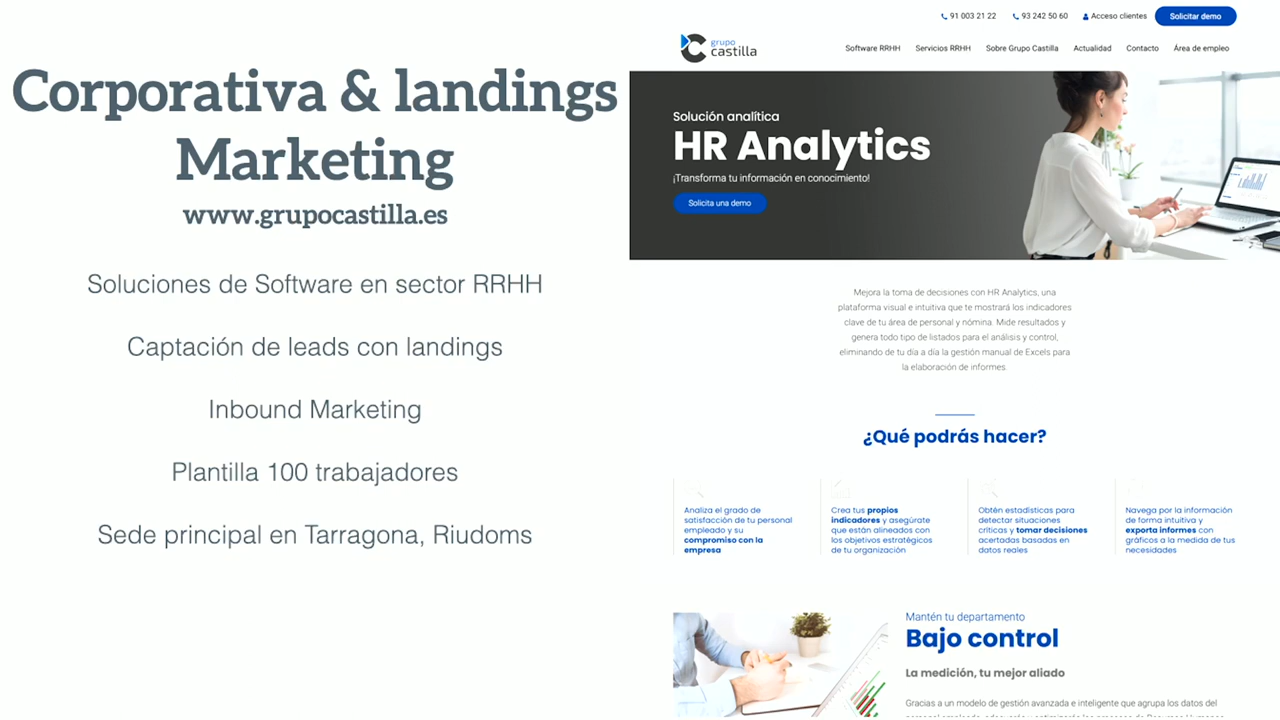 Corporativa & landings
Marketing
www.grupocastilla.es
Soluciones de Software en sector RRHH
Captación de leads con landings
Inbound Marketing
Plantilla 100 trabajadores
Sede principal en Tarragona, Riudoms
91 003 21 22 93 242 50 60 Acceso clientes Solicitar demo
grupo
castilla
Software RRHH Servicios RRHH Sobre Grupo Castilla Actualidad Contacto Área de empleo
Solución analítica
HR Analytics
¡Transforma tu información en conocimiento!
Solicita una demo
Mejora la toma de decisiones con HR Analytics, una
plataforma visual e intuitiva que te mostrará los indicadores
clave de tu área de personal y nómina. Mide resultados y
genera todo tipo de listados para el análisis y control,
eliminando de tu día a día la gestión manual de Excels para
la elaboración de informes.
¿Qué podrás hacer?
Analiza el grado de
satisfacción de tu personal
empleado y su
compromiso con la
empresa
Crea tus propios
indicadores y asegúrate
que están alineados con
los objetivos estratégicos
de tu organización
Obtén estadísticas para
detectar situaciones
críticas y tomar decisiones
acertadas basadas en
datos reales
Navega por la información
de forma intuitiva y
exporta informes con
gráficos a la medida de tus
necesidades
Mantén tu departamento
Bajo control
La medición, tu mejor aliado
Gracias a un modelo de gestión avanzada e inteligente que agrupa los datos del